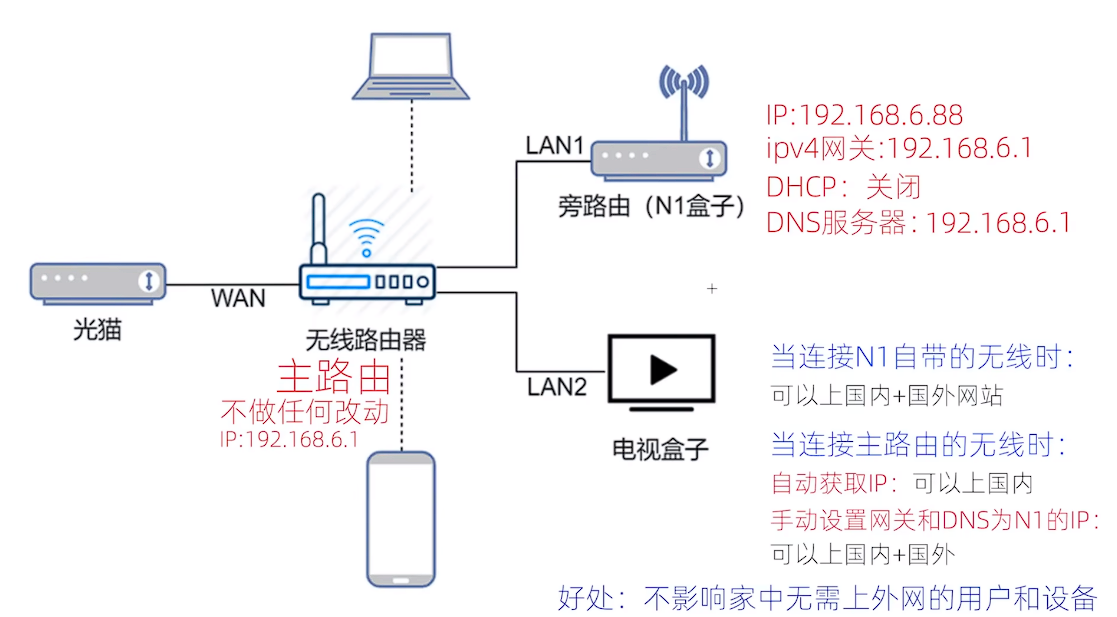 LAN1
IP:192.168.6.88
ipv4网关:192.168.6.1
DHCP：关闭
DNS服务器：192.168.6.1
旁路由（N1盒子）
WAN
光猫
无线路由器
主路由
不做任何改动
IP:192.168.6.1
LAN2
电视盒子
当连接N1自带的无线时：
可以上国内+国外网站
当连接主路由的无线时：
自动获取IP：可以上国内
手动设置网关和DNS为N1的IP：
可以上国内+国外
好处：不影响家中无需上外网的用户和设备